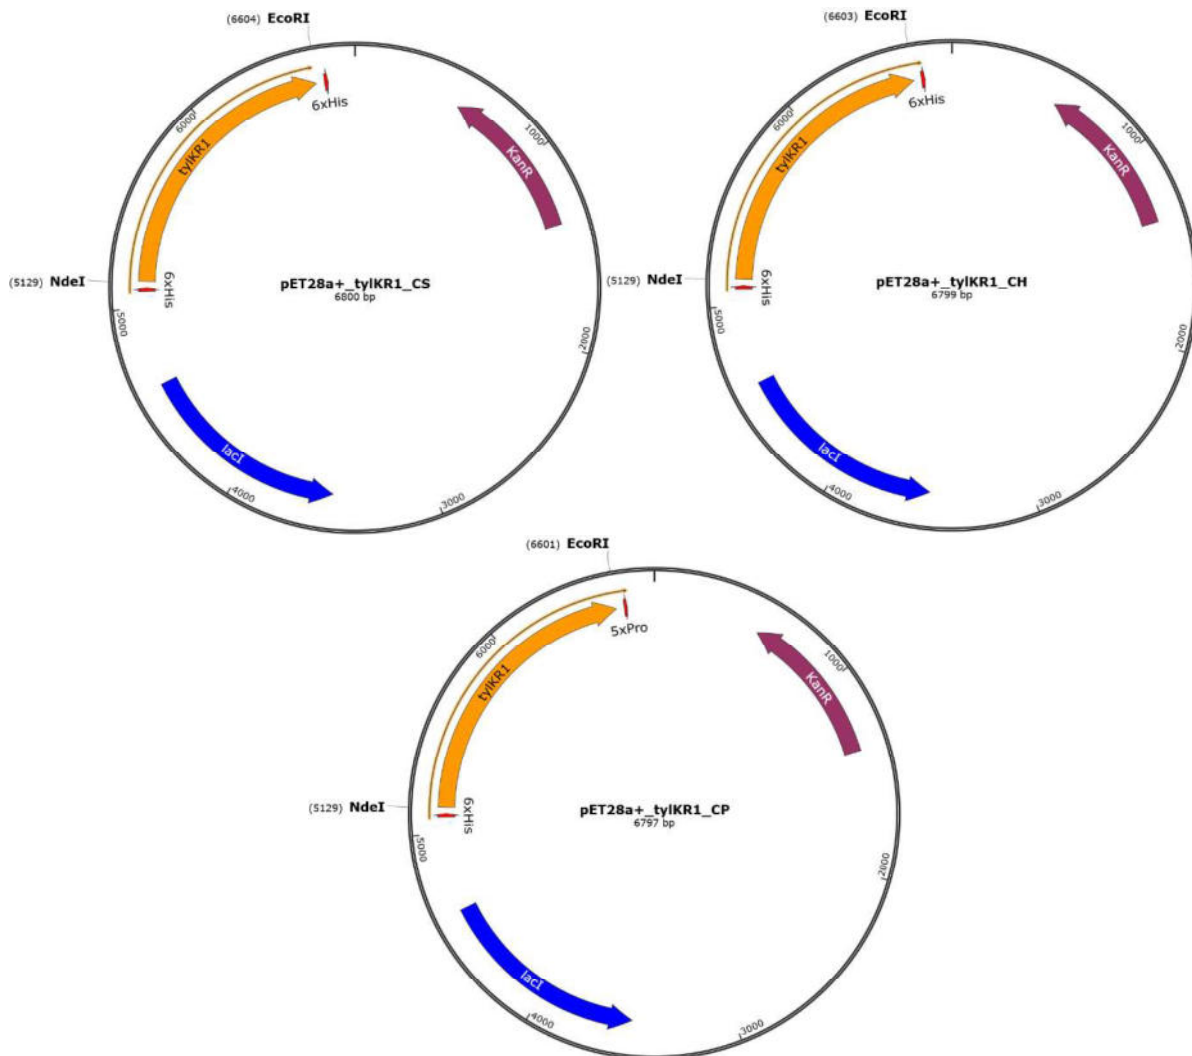 (6604) EcoRI
6xHis
6000
tylKR1
1000
KanR
(5129) NdeI
6xHis
pET28a+_tylKR1_CS
6800 bp
5000
2000
lacI
4000
3000
(6603) EcoRI
6xHis
6000
tylKR1
1000
KanR
(5129) NdeI
6xHis
pET28a+_tylKR1_CH
6799 bp
5000
2000
lacI
4000
3000
(6601) EcoRI
5xPro
6000
tylKR1
1000
KanR
(5129) NdeI
6xHis
pET28a+_tylKR1_CP
6797 bp
5000
2000
lacI
4000
3000